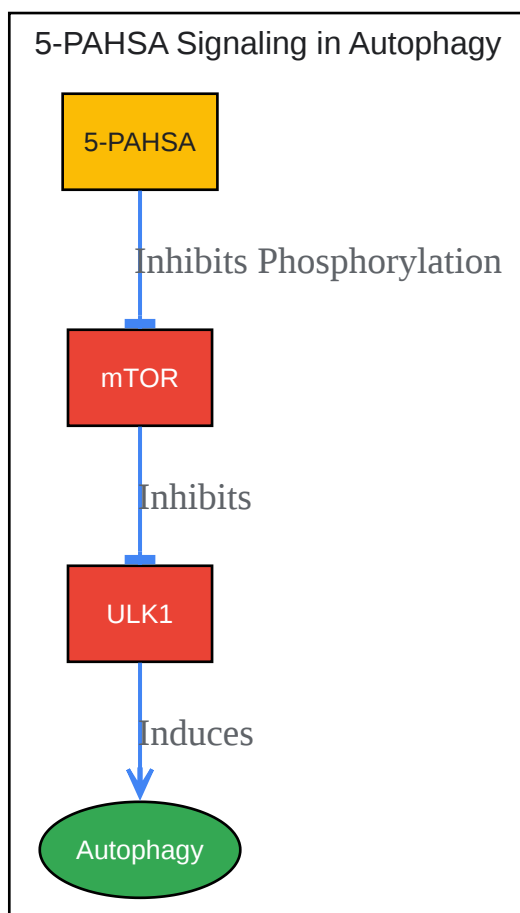 5-PAHSA Signaling in Autophagy
5-PAHSA
Inhibits Phosphorylation
mTOR
Inhibits
ULK1
Induces
Autophagy